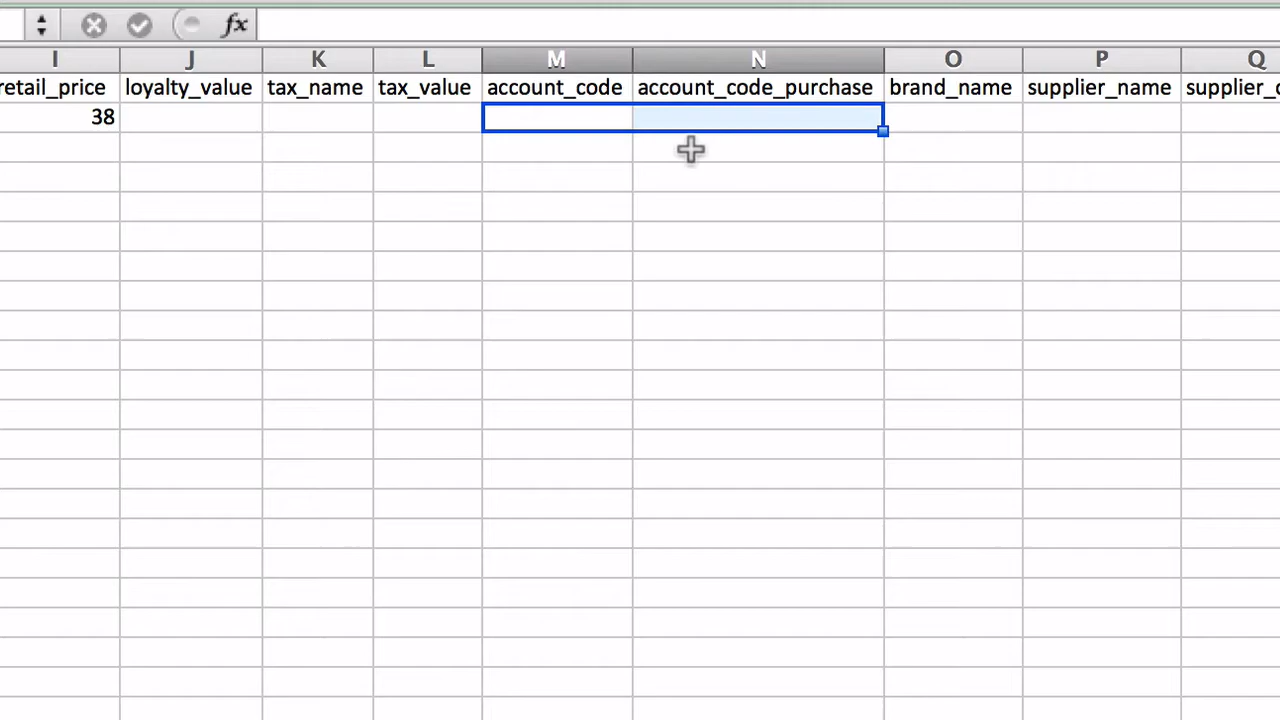 fx
I J K L M N O P Q
retail_price loyalty_value tax_name tax_value account_code account_code_purchase brand_name supplier_name
38